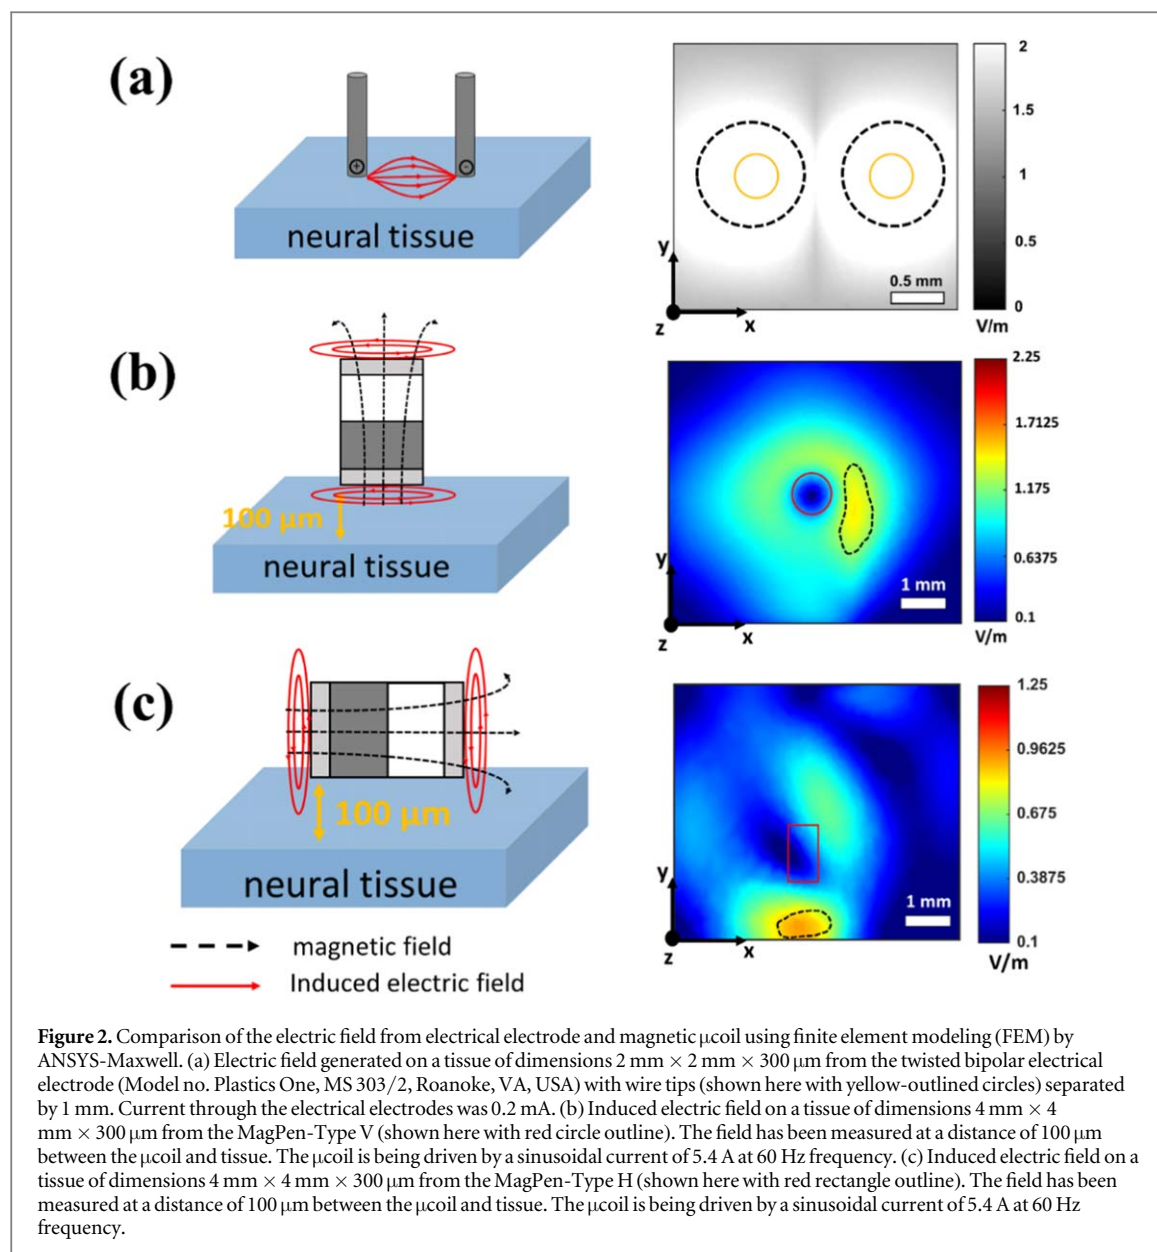 (a)
+
-
neural tissue
2
1.5
1
0.5
0
V/m
y
z
x
0.5 mm
(b)
100 μm
neural tissue
2.25
1.7125
1.175
0.6375
0.1
V/m
y
z
x
1 mm
(c)
100 μm
neural tissue
1.25
0.9625
0.675
0.3875
0.1
V/m
y
z
x
1 mm
magnetic field
Induced electric field
Figure 2. Comparison of the electric field from electrical electrode and magnetic μcoil using finite element modeling (FEM) by
ANSYS-Maxwell. (a) Electric field generated on a tissue of dimensions 2 mm × 2 mm × 300 μm from the twisted bipolar electrical
electrode (Model no. Plastics One, MS 303/2, Roanoke, VA, USA) with wire tips (shown here with yellow-outlined circles) separated
by 1 mm. Current through the electrical electrodes was 0.2 mA. (b) Induced electric field on a tissue of dimensions 4 mm × 4
mm × 300 μm from the MagPen-Type V (shown here with red circle outline). The field has been measured at a distance of 100 μm
between the μcoil and tissue. The μcoil is being driven by a sinusoidal current of 5.4 A at 60 Hz frequency. (c) Induced electric field on a
tissue of dimensions 4 mm × 4 mm × 300 μm from the MagPen-Type H (shown here with red rectangle outline). The field has been
measured at a distance of 100 μm between the μcoil and tissue. The μcoil is being driven by a sinusoidal current of 5.4 A at 60 Hz
frequency.